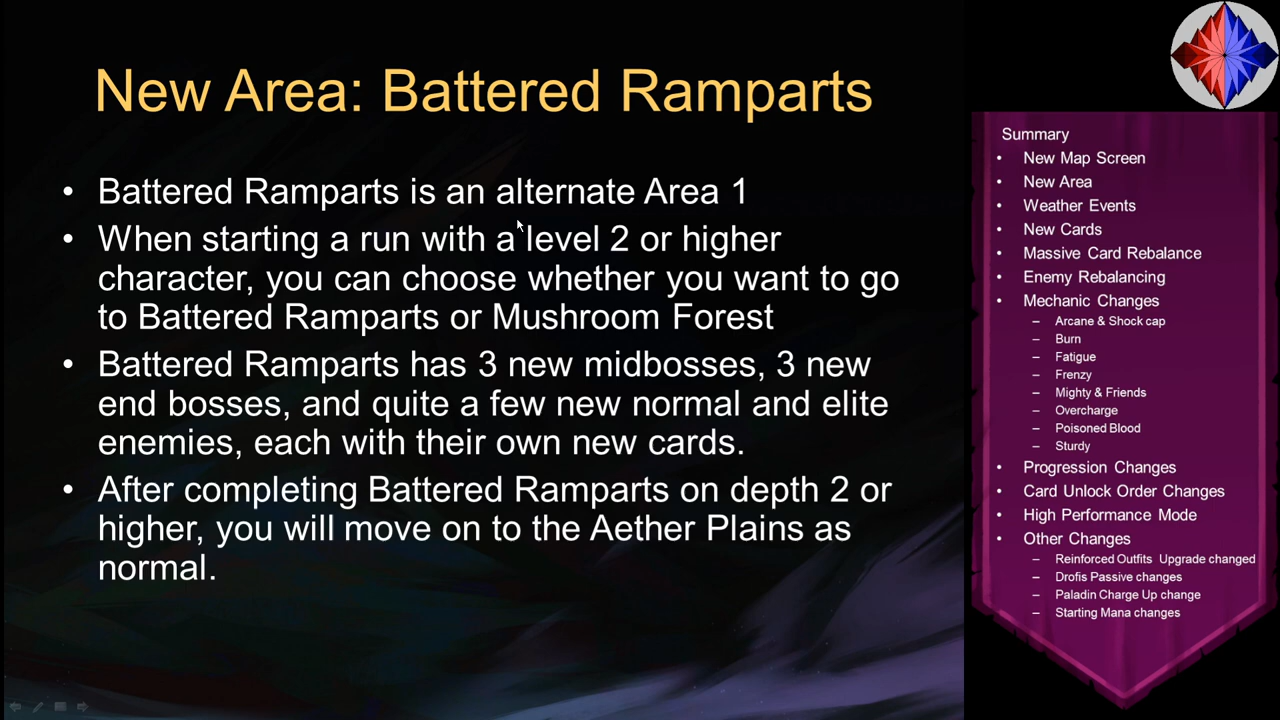 New Area: Battered Ramparts
• Battered Ramparts is an alternate Area 1
• When starting a run with a level 2 or higher
character, you can choose whether you want to go
to Battered Ramparts or Mushroom Forest
• Battered Ramparts has 3 new midbosses, 3 new
end bosses, and quite a few new normal and elite
enemies, each with their own new cards.
• After completing Battered Ramparts on depth 2 or
higher, you will move on to the Aether Plains as
normal.
Summary
• New Map Screen
• New Area
• Weather Events
• New Cards
• Massive Card Rebalance
• Enemy Rebalancing
• Mechanic Changes
– Arcane & Shock cap
– Burn
– Fatigue
– Frenzy
– Mighty & Friends
– Overcharge
– Poisoned Blood
– Sturdy
• Progression Changes
• Card Unlock Order Changes
• High Performance Mode
• Other Changes
– Reinforced Outfits Upgrade changed
– Drofis Passive changes
– Paladin Charge Up change
– Starting Mana changes